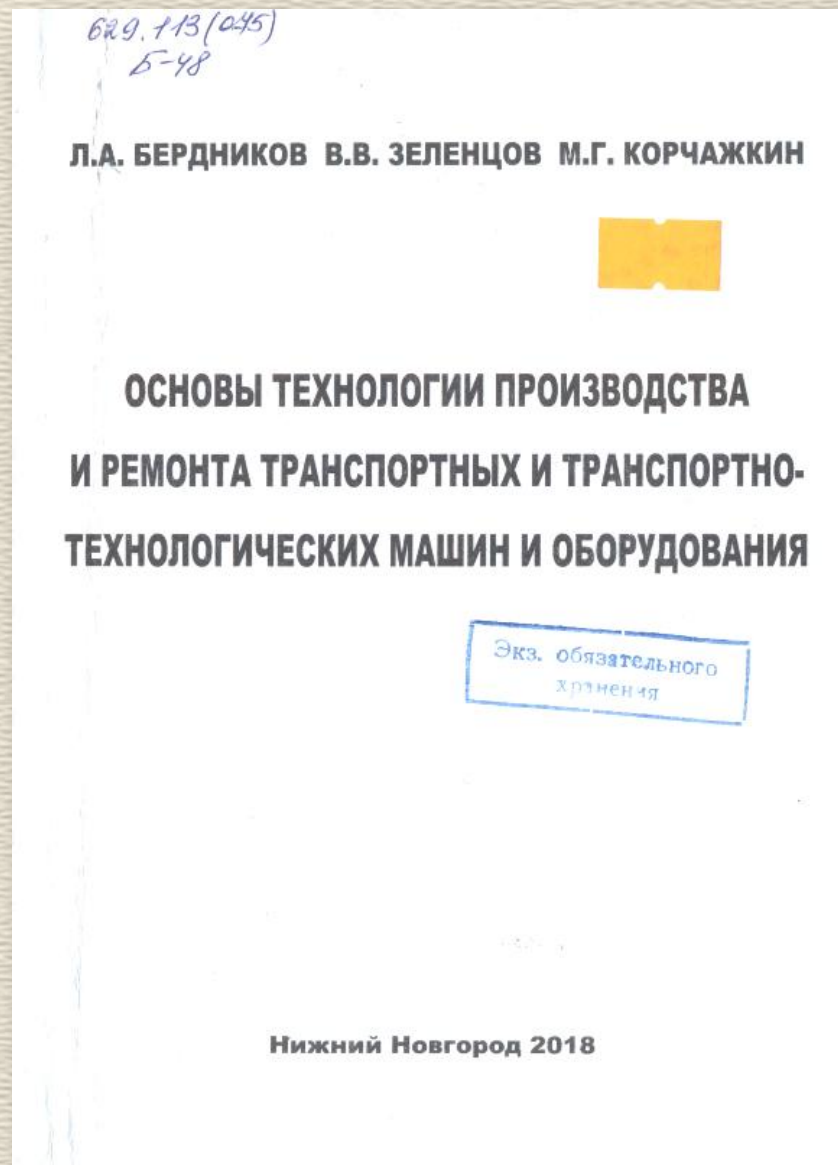 629.113(045)
Б-48
Л.А. БЕРДНИКОВ В.В. ЗЕЛЕНЦОВ М.Г. КОРЧАЖКИН
ОСНОВЫ ТЕХНОЛОГИИ ПРОИЗВОДСТВА
И РЕМОНТА ТРАНСПОРТНЫХ И ТРАНСПОРТНО-
ТЕХНОЛОГИЧЕСКИХ МАШИН И ОБОРУДОВАНИЯ
Экз. обязательного
хранения
Нижний Новгород 2018